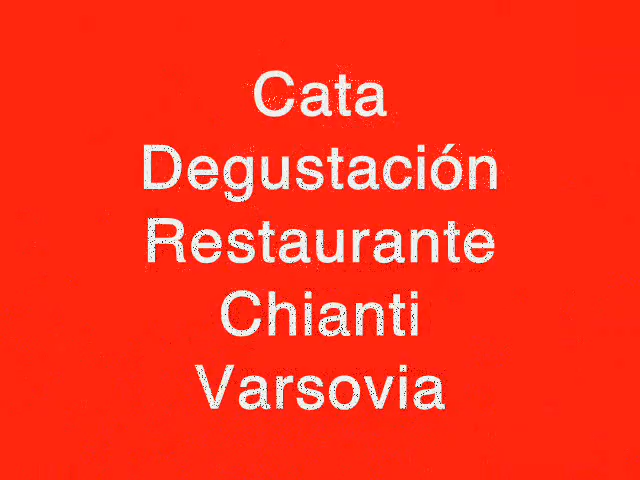 Cata
Degustación
Restaurante
Chianti
Varsovia